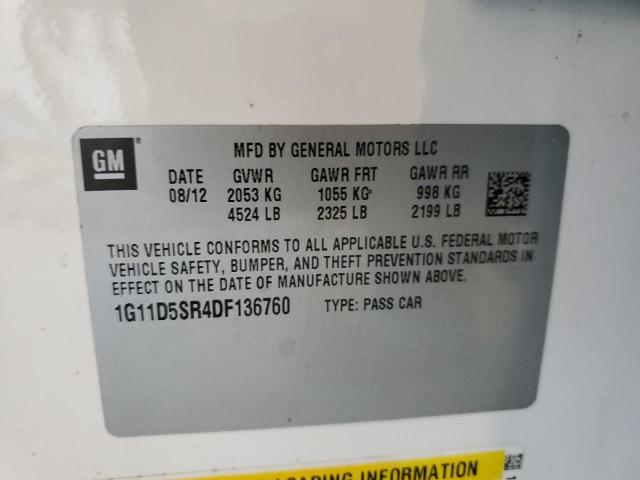 GM
MFD BY GENERAL MOTORS LLC
DATE GVWR GAWR FRT GAWR RR
08/12 2053 KG 1055 KG 998 KG
4524 LB 2325 LB 2199 LB
THIS VEHICLE CONFORMS TO ALL APPLICABLE U.S. FEDERAL MOTOR
VEHICLE SAFETY, BUMPER, AND THEFT PREVENTION STANDARDS IN
EFFECT ON THE DATE OF MANUFACTURE SHOWN ABOVE.
1G11D5SR4DF136760 TYPE: PASS CAR
LOADING INFORMATION